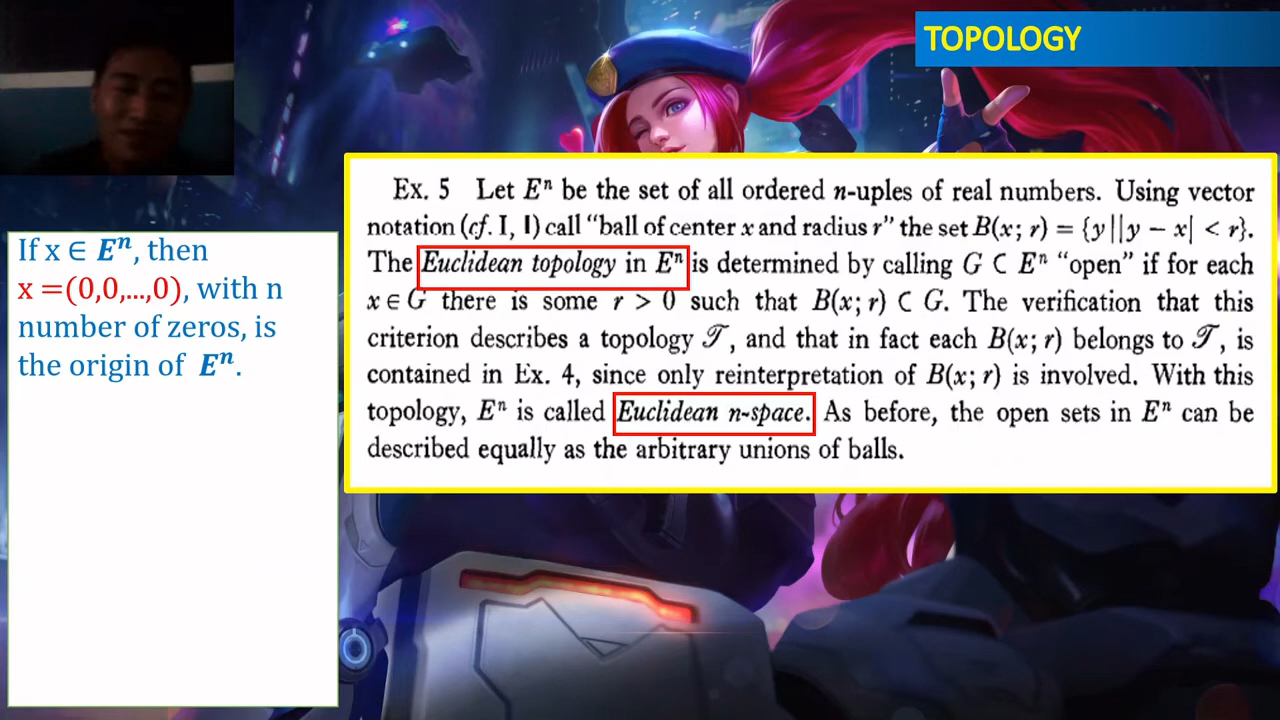 TOPOLOGY
If x ∈ Eⁿ, then
x =(0,0,...,0), with n
number of zeros, is
the origin of Eⁿ.
Ex. 5 Let Eⁿ be the set of all ordered n-uples of real numbers. Using vector
notation (cf. I, 1) call “ball of center x and radius r” the set B(x; r) = {y||y − x| < r}.
The Euclidean topology in Eⁿ is determined by calling G ⊂ Eⁿ “open” if for each
x ∈ G there is some r > 0 such that B(x; r) ⊂ G. The verification that this
criterion describes a topology 𝒯, and that in fact each B(x; r) belongs to 𝒯, is
contained in Ex. 4, since only reinterpretation of B(x; r) is involved. With this
topology, Eⁿ is called Euclidean n-space. As before, the open sets in Eⁿ can be
described equally as the arbitrary unions of balls.